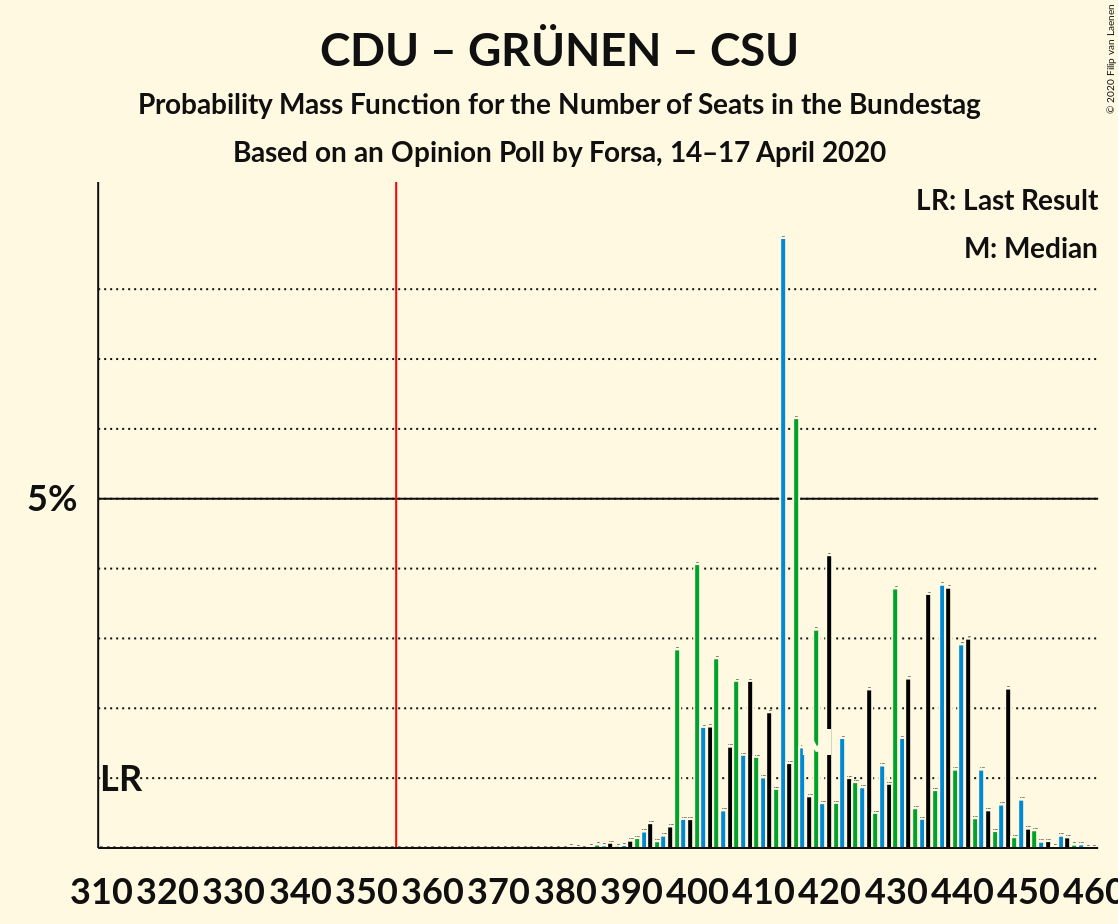 CDU – GRÜNEN – CSU
Probability Mass Function for the Number of Seats in the Bundestag
Based on an Opinion Poll by Forsa, 14–17 April 2020
© 2020 Filip van Laenen
LR: Last Result
M: Median
5%
LR
M
310 320 330 340 350 360 370 380 390 400 410 420 430 440 450 460